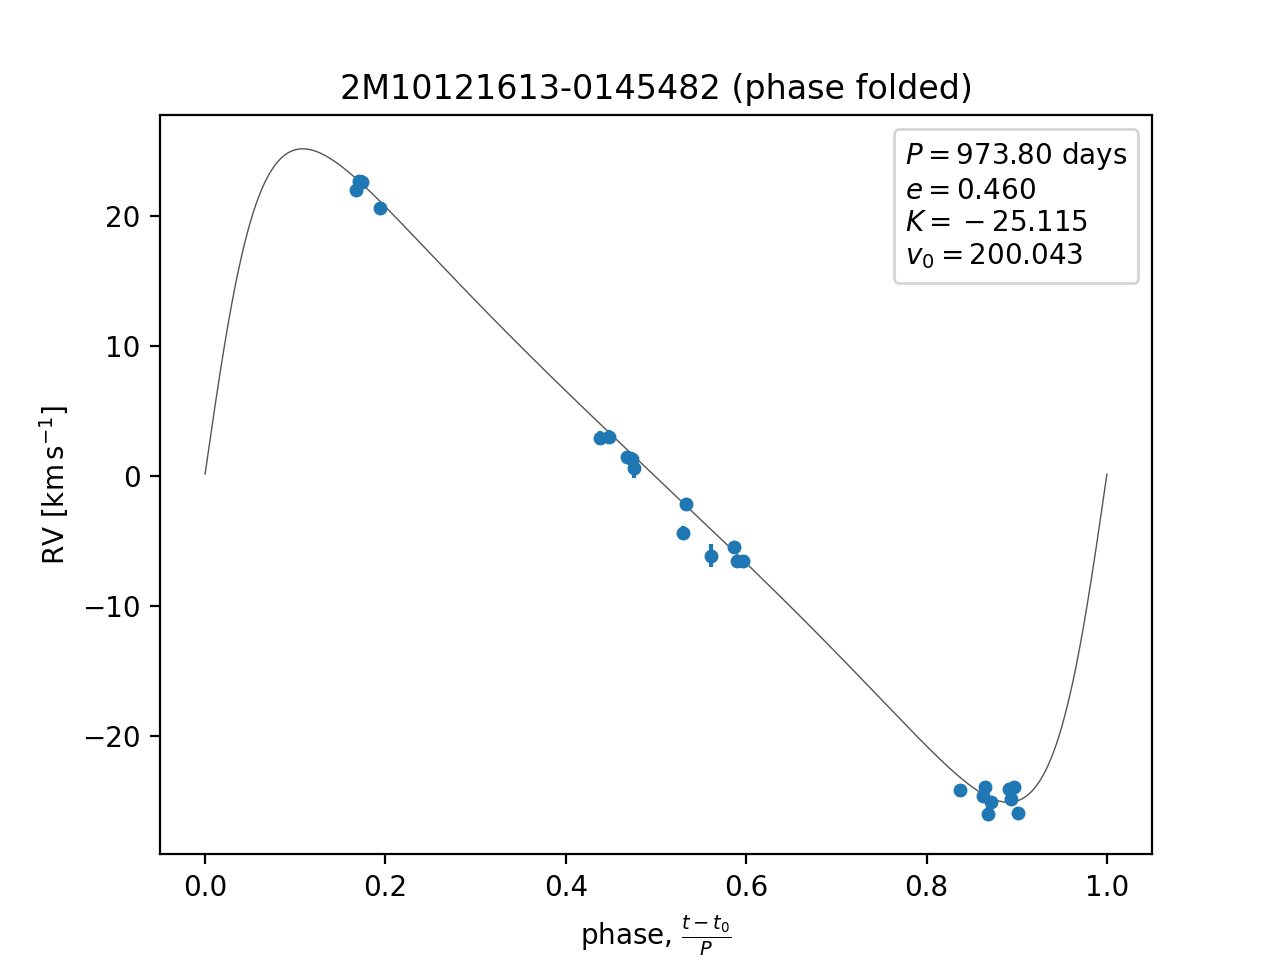 2M10121613-0145482 (phase folded)
P = 973.80 days
e = 0.460
K = −25.115
v₀ = 200.043
RV [km s⁻¹]
20
10
0
−10
−20
0.0 0.2 0.4 0.6 0.8 1.0
phase, (t − t₀)/P